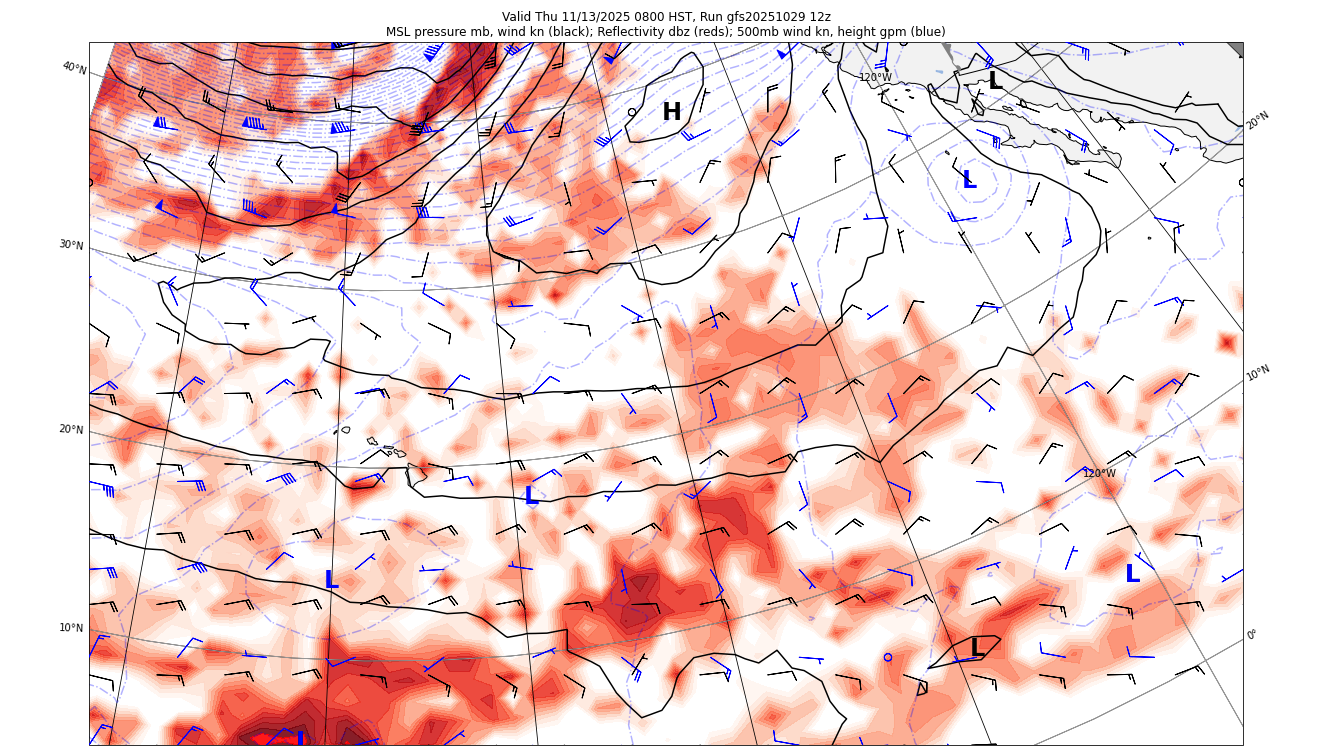 Valid Thu 11/13/2025 0800 HST, Run gfs20251029 12z
MSL pressure mb, wind kn (black); Reflectivity dbz (reds); 500mb wind kn, height gpm (blue)
40°N
120°W
L
20°N
H
L
30°N
10°N
20°N
120°W
L
L
L
10°N
0°
L
L